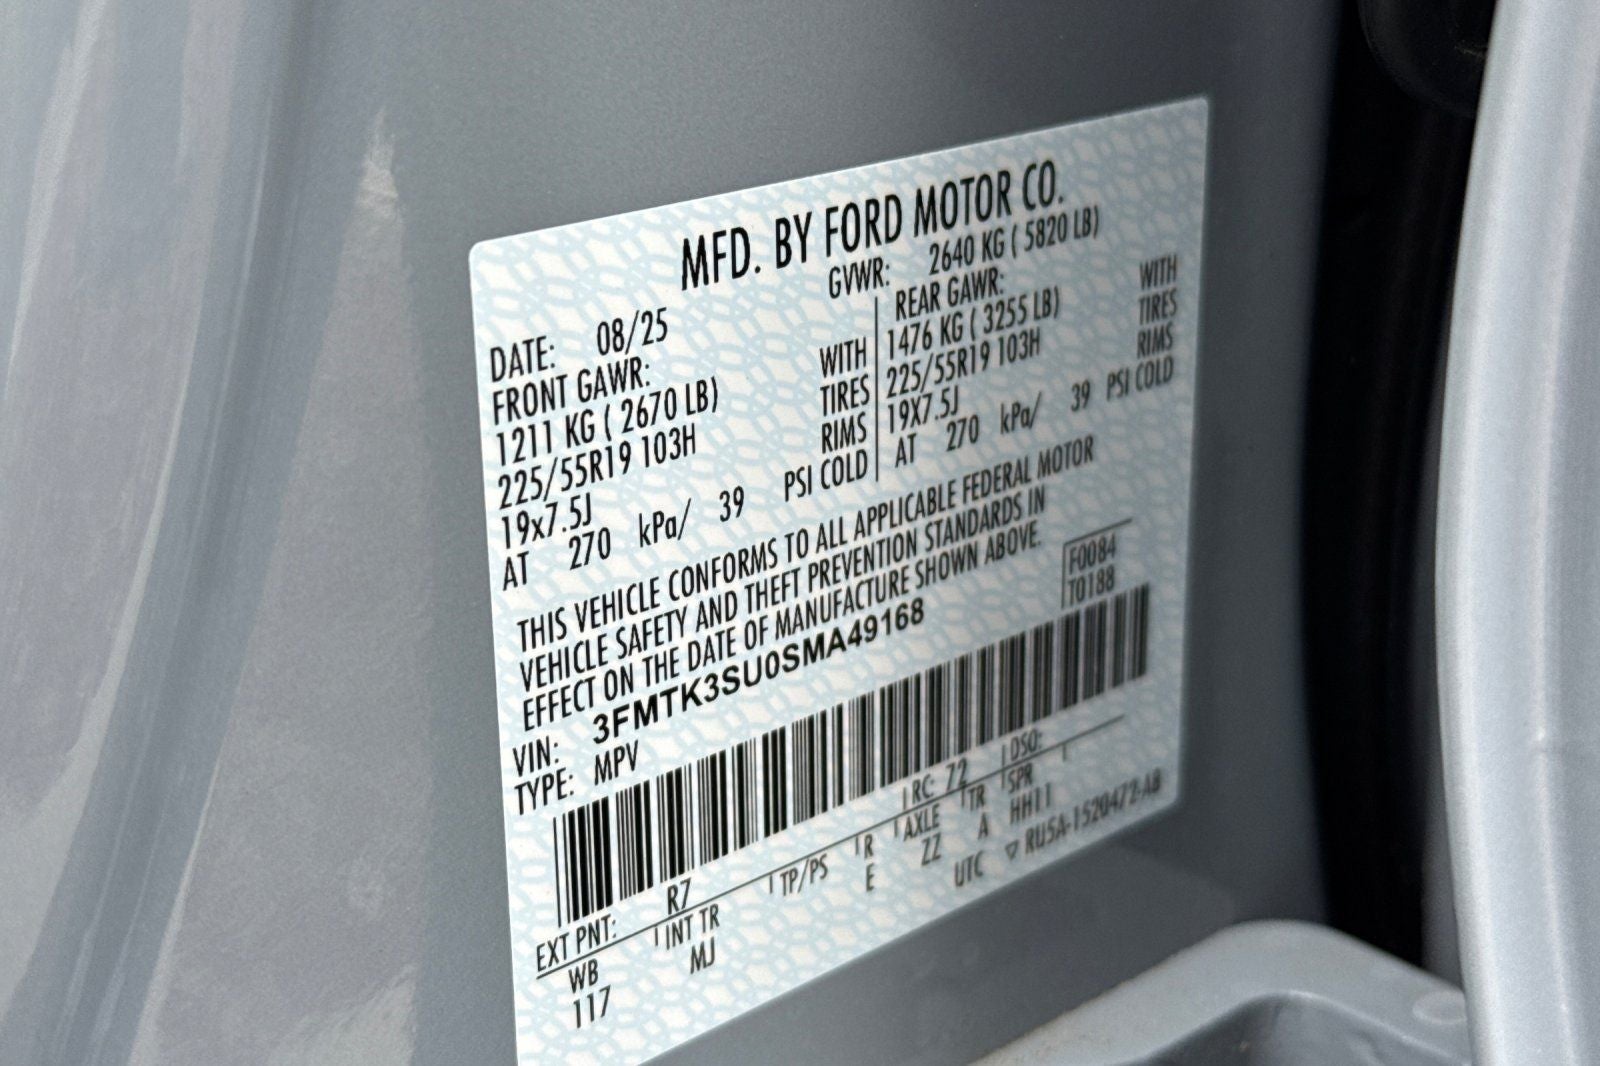 MFD. BY FORD MOTOR CO.
DATE: 08/25
GVWR: 2640 KG ( 5820 LB)
FRONT GAWR:
1211 KG ( 2670 LB) WITH
225/55R19 103H TIRES
19x7.5J RIMS
AT 270 kPa/ 39 PSI COLD
REAR GAWR:
1476 KG ( 3255 LB) WITH
225/55R19 103H TIRES
19X7.5J RIMS
AT 270 kPa/ 39 PSI COLD
THIS VEHICLE CONFORMS TO ALL APPLICABLE FEDERAL MOTOR
VEHICLE SAFETY AND THEFT PREVENTION STANDARDS IN
EFFECT ON THE DATE OF MANUFACTURE SHOWN ABOVE.
F0084
T0188
VIN: 3FMTK3SU0SMA49168
TYPE: MPV
EXT PNT: R7 RC: 72 DSO:
WB INT TR TP/PS R AXLE TR SPR
117 MJ E ZZ A HH11
UTC ▽ RU5A-1520472-AB